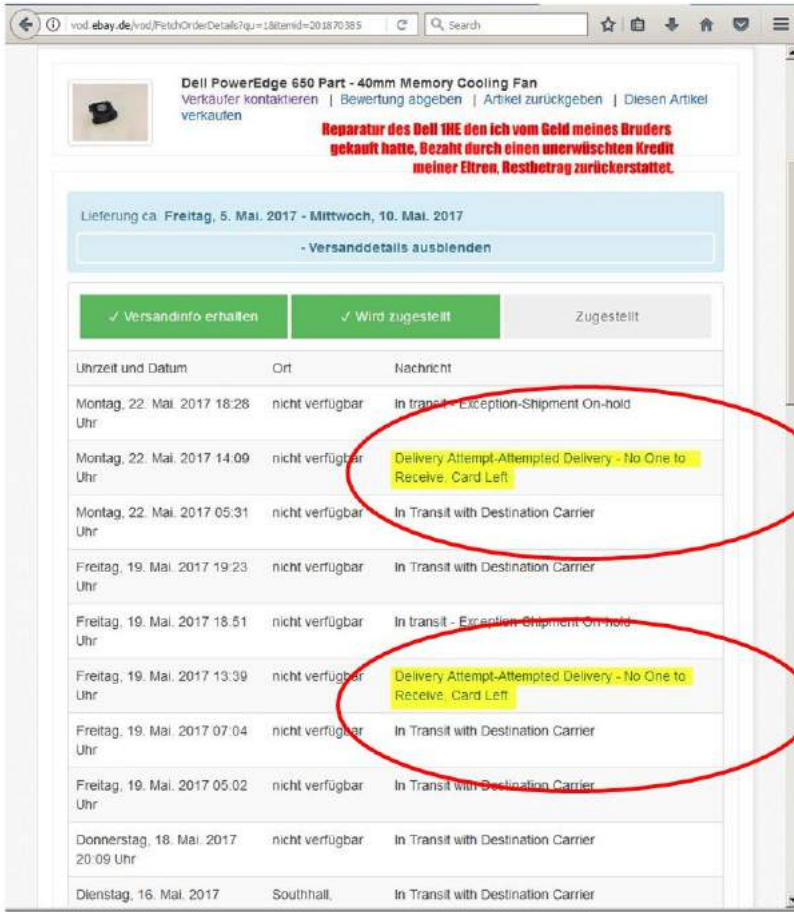 vod.ebay.de/vod/FetchOrderDetails?qu=1&itemid=201870385
Search
Dell PowerEdge 650 Part - 40mm Memory Cooling Fan
Verkäufer kontaktieren | Bewertung abgeben | Artikel zurückgeben | Diesen Artikel
verkaufen
Reparatur des Dell 1HE den ich vom Geld meines Bruders
gekauft hatte, Bezaht durch einen unerwüschten Kredit
meiner Eltren, Restbetrag zurückerstattet.
Lieferung ca. Freitag, 5. Mai. 2017 - Mittwoch, 10. Mai. 2017
- Versanddetails ausblenden
✓ Versandinfo erhalten ✓ Wird zugestellt Zugestellt
Uhrzeit und Datum Ort Nachricht
Montag, 22. Mai. 2017 18:28 nicht verfügbar In transit - Exception-Shipment On-hold
Uhr
Montag, 22. Mai. 2017 14:09 nicht verfügbar Delivery Attempt-Attempted Delivery - No One to
Uhr Receive, Card Left
Montag, 22. Mai. 2017 05:31 nicht verfügbar In Transit with Destination Carrier
Uhr
Freitag, 19. Mai. 2017 19:23 nicht verfügbar In Transit with Destination Carrier
Uhr
Freitag, 19. Mai. 2017 18:51 nicht verfügbar In transit - Exception-Shipment On-hold
Uhr
Freitag, 19. Mai. 2017 13:39 nicht verfügbar Delivery Attempt-Attempted Delivery - No One to
Uhr Receive, Card Left
Freitag, 19. Mai. 2017 07:04 nicht verfügbar In Transit with Destination Carrier
Uhr
Freitag, 19. Mai. 2017 05:02 nicht verfügbar In Transit with Destination Carrier
Uhr
Donnerstag, 18. Mai. 2017 nicht verfügbar In Transit with Destination Carrier
20:09 Uhr
Dienstag, 16. Mai. 2017 Southhall, In Transit with Destination Carrier